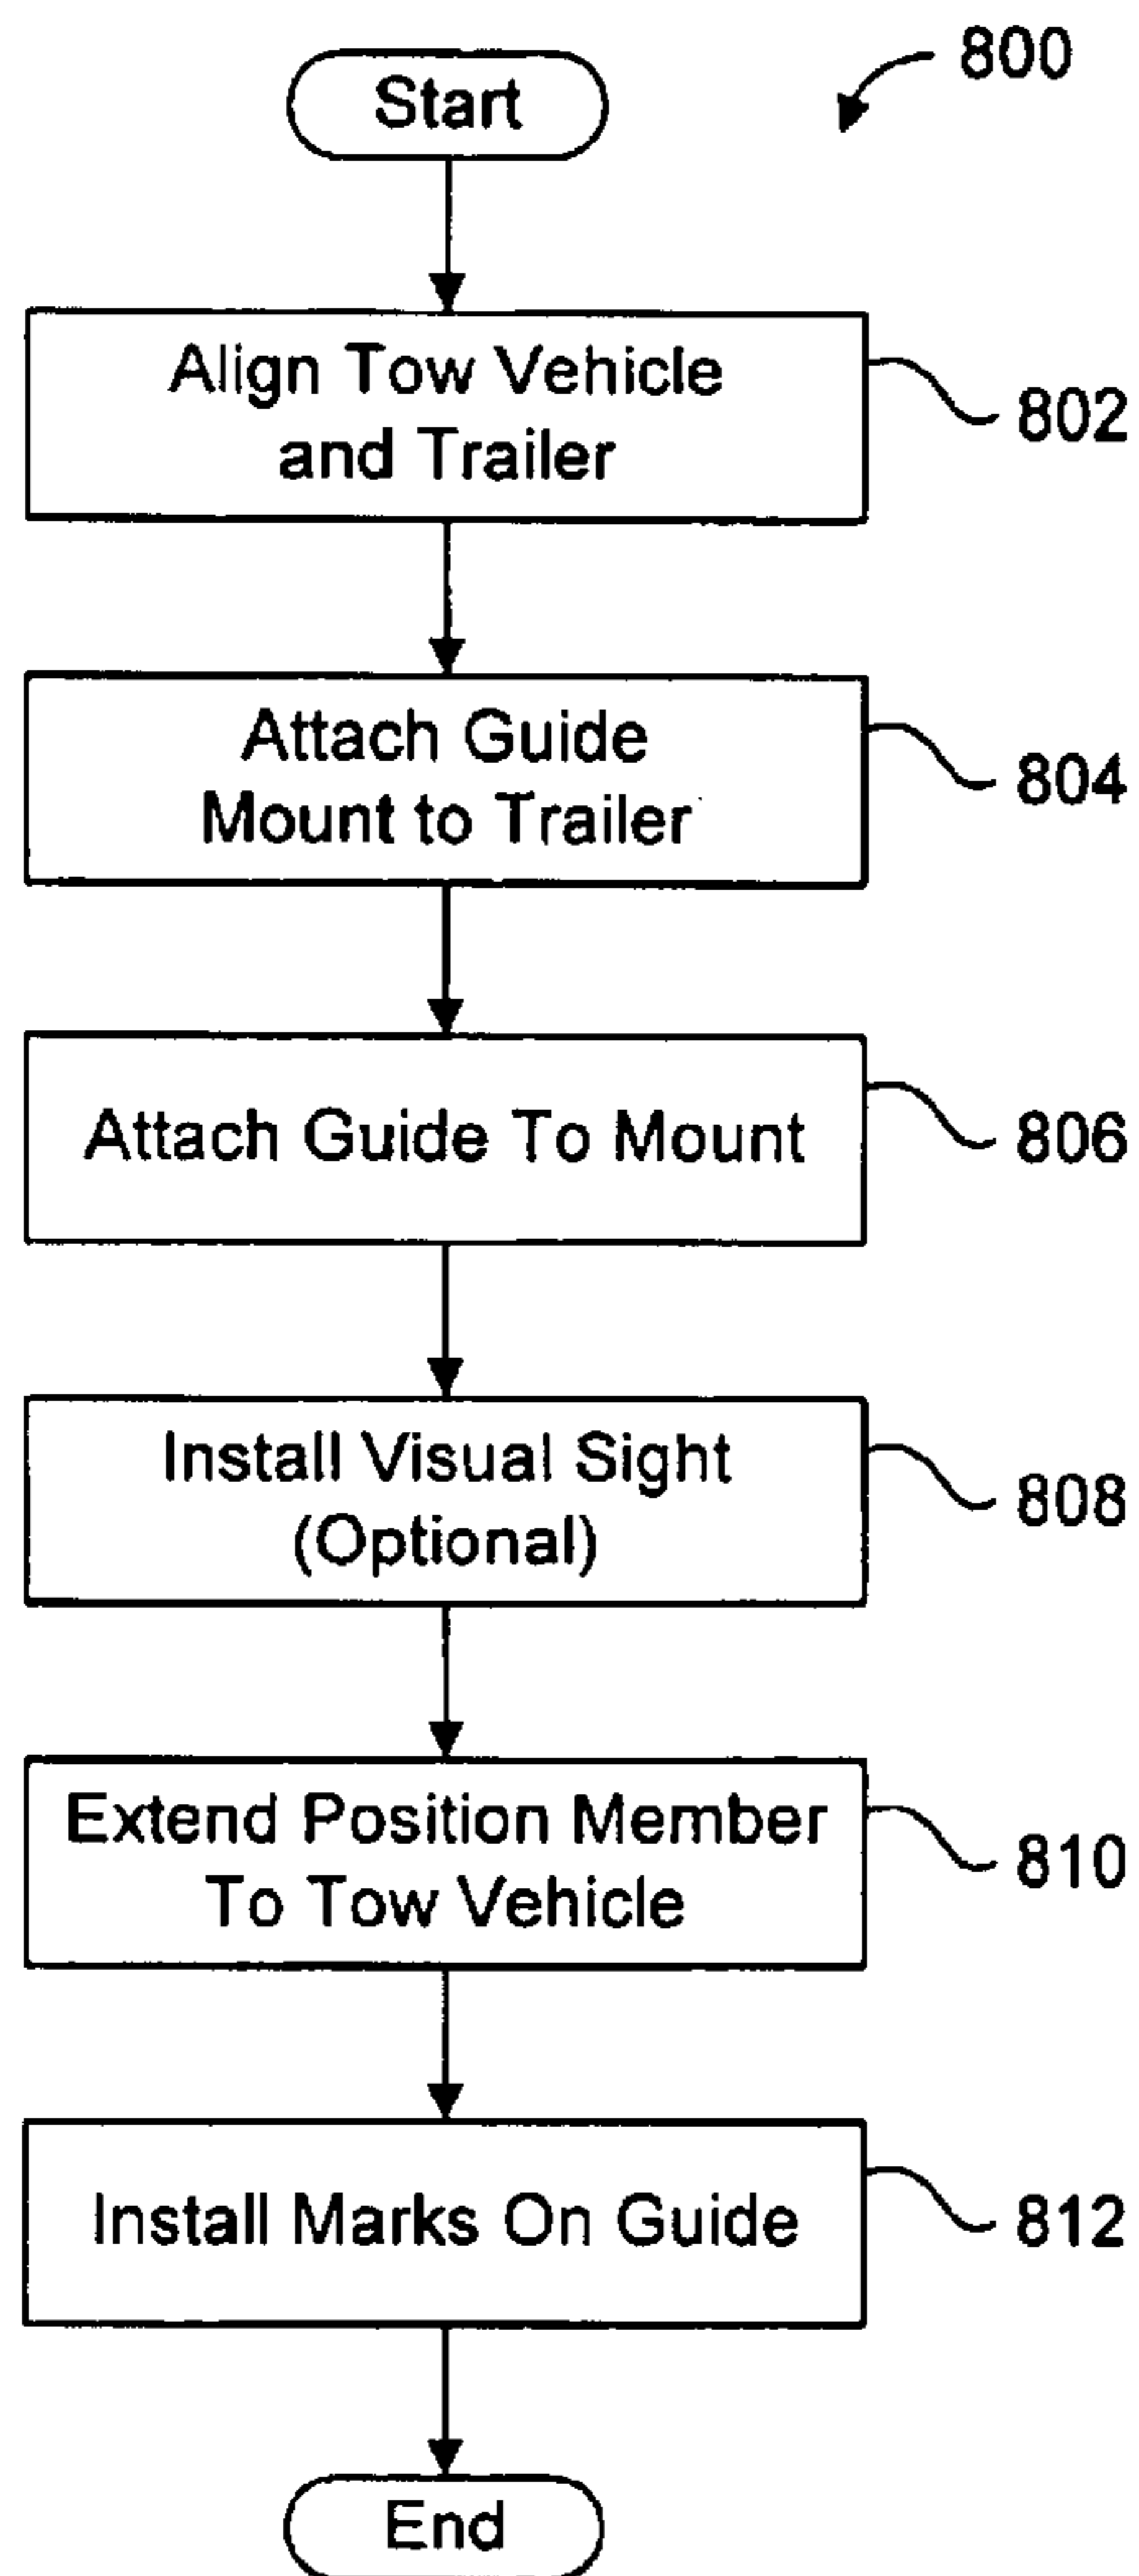 800
Start
Align Tow Vehicle
and Trailer
802
Attach Guide
Mount to Trailer
804
Attach Guide To Mount
806
Install Visual Sight
(Optional)
808
Extend Position Member
To Tow Vehicle
810
Install Marks On Guide
812
End